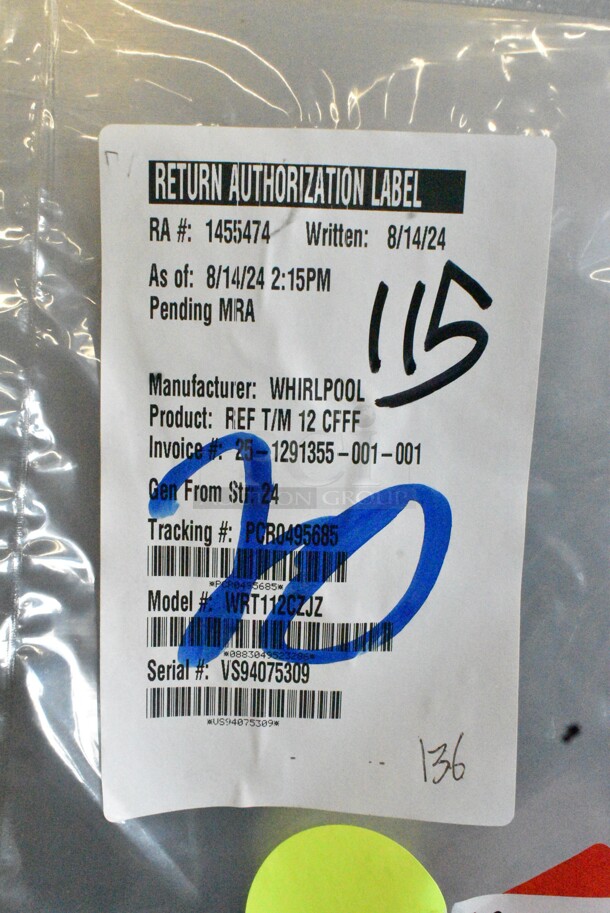 RETURN AUTHORIZATION LABEL
RA #: 1455474 Written: 8/14/24
As of: 8/14/24 2:15PM
Pending MRA
115
Manufacturer: WHIRLPOOL
Product: REF T/M 12 CFFF
Invoice #: 25-1291355-001-001
Gen From Str: 24
Tracking #: PCR0495685
*PCR0495685*
Model #: WRT112CZJZ
Serial #: VS94075309
*VS94075309*
136